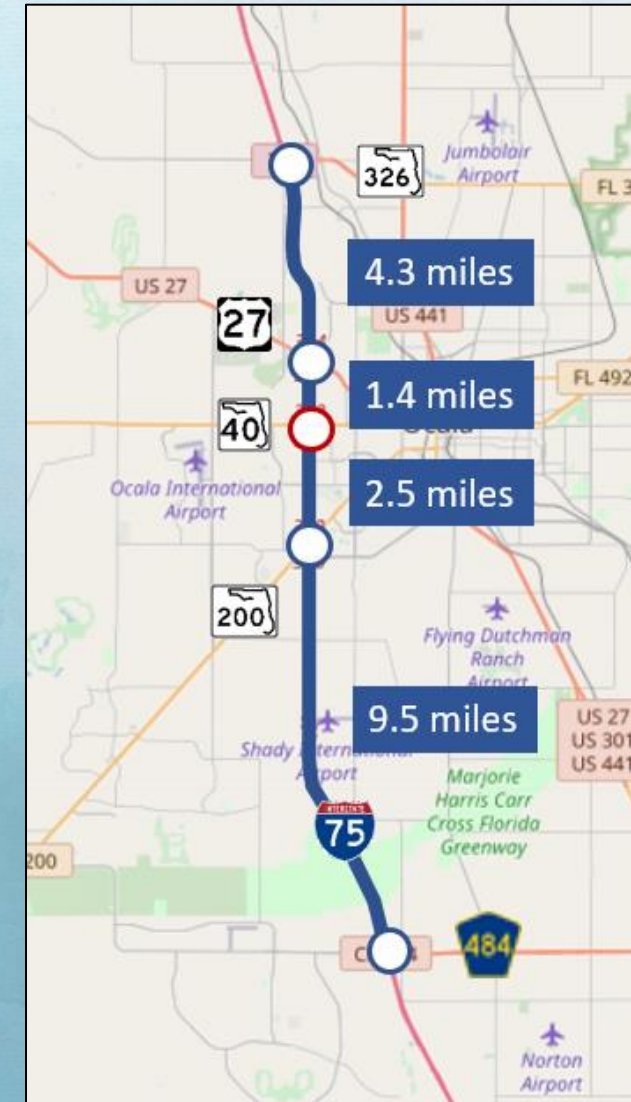 Jumbolair
Airport
326
FL 3
4.3 miles
US 27
27
US 441
FL 492
1.4 miles
40
Ocala International
Airport
2.5 miles
200
Flying Dutchman
Ranch
Airport
9.5 miles
US 27
US 301
US 441
Shady International
Airport
Marjorie
Harris Carr
Cross Florida
Greenway
75
200
484
Norton
Airport